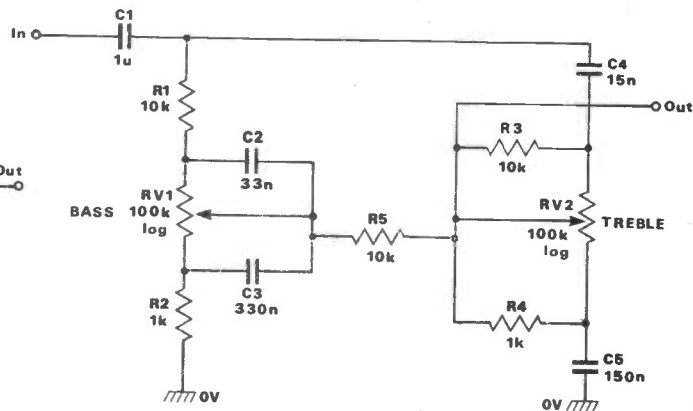 In
C1
1u
C4
15n
R1
10k
Out
C2
33n
R3
10k
Out
BASS
RV1
100k
log
R5
10k
RV2
100k
log
TREBLE
C3
330n
R2
1k
R4
1k
C5
150n
0V
0V